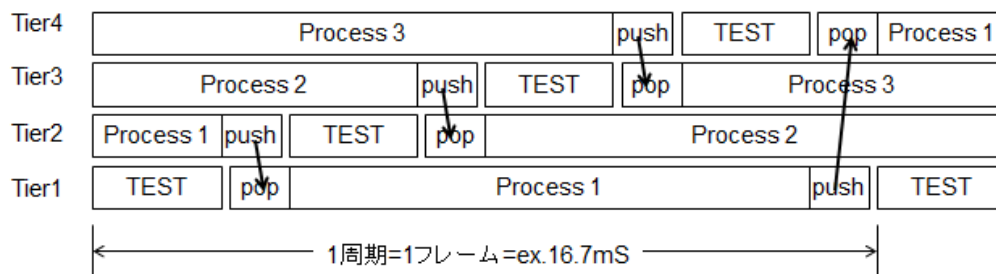 Tier4 Process 3 push TEST pop Process 1
Tier3 Process 2 push TEST pop Process 3
Tier2 Process 1 push TEST pop Process 2
Tier1 TEST pop Process 1 push TEST
1周期=1フレーム=ex.16.7mS